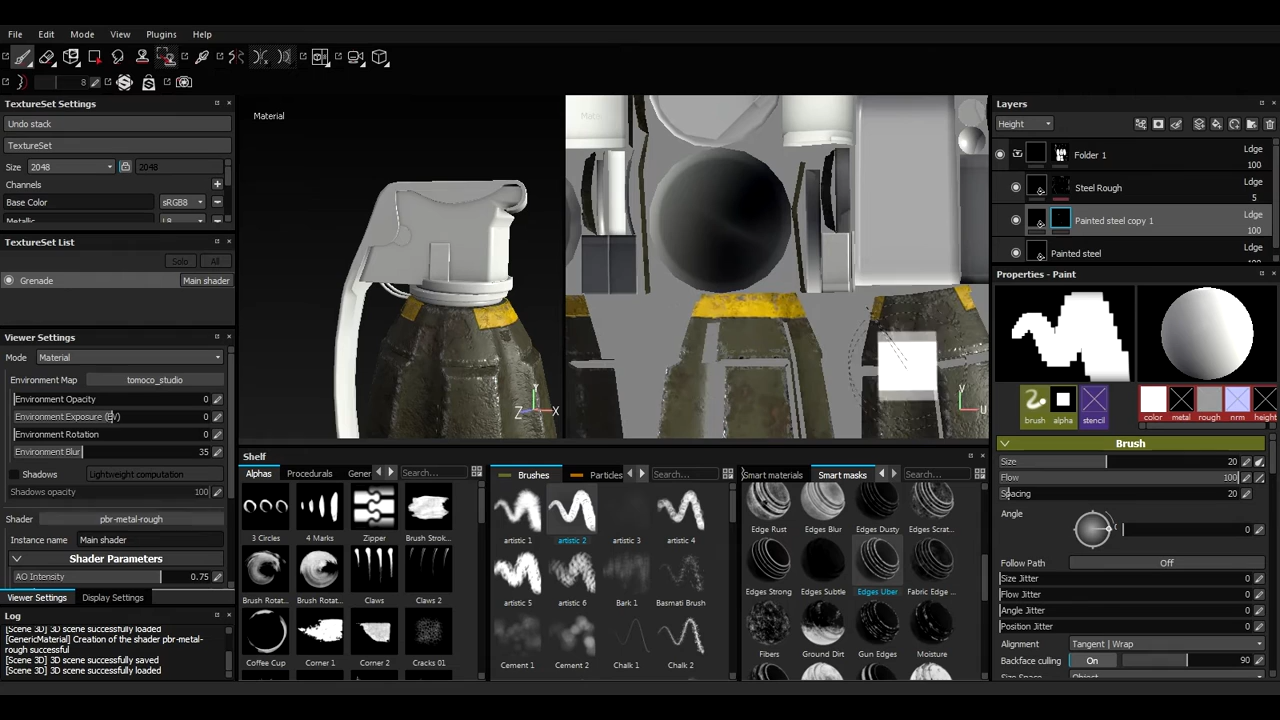 File Edit Mode View Plugins Help
8
TextureSet Settings
Undo stack
TextureSet
Size 2048 2048
Channels
Base Color sRGB8
Metallic L8
TextureSet List
Solo All
Grenade Main shader
Viewer Settings
Mode Material
Environment Map tomoco_studio
Environment Opacity 0
Environment Exposure (EV) 0
Environment Rotation 0
Environment Blur 35
Shadows Lightweight computation
Shadows opacity 100
Shader pbr-metal-rough
Instance name Main shader
Shader Parameters
AO Intensity 0.75
Viewer Settings Display Settings
Log
[Scene 3D] 3D scene successfully loaded
[GenericMaterial] Creation of the shader pbr-metal-
rough successful
[Scene 3D] 3D scene successfully saved
[Scene 3D] 3D scene successfully loaded
Material
Y
Z X
Material
Y
U
Shelf
Alphas Procedurals Gener Search...
3 Circles 4 Marks Zipper Brush Strok...
Brush Rotat... Brush Rotat... Claws Claws 2
Coffee Cup Corner 1 Corner 2 Cracks 01
Brushes Particles Search...
artistic 1 artistic 2 artistic 3 artistic 4
artistic 5 artistic 6 Bark 1 Basmati Brush
Cement 1 Cement 2 Chalk 1 Chalk 2
Smart materials Smart masks Search...
Edge Rust Edges Blur Edges Dusty Edges Scrat...
Edges Strong Edges Subtle Edges Uber Fabric Edge ...
Fibers Ground Dirt Gun Edges Moisture
Layers
Height
Folder 1 Ldge 100
Steel Rough Ldge 5
Painted steel copy 1 Ldge 100
Painted steel Ldge
Properties - Paint
brush alpha stencil color metal rough nrm height
Brush
Size 20
Flow 100
Spacing 20
Angle 0
Follow Path Off
Size Jitter 0
Flow Jitter 0
Angle Jitter 0
Position Jitter 0
Alignment Tangent | Wrap
Backface culling On 90
Size Space Object